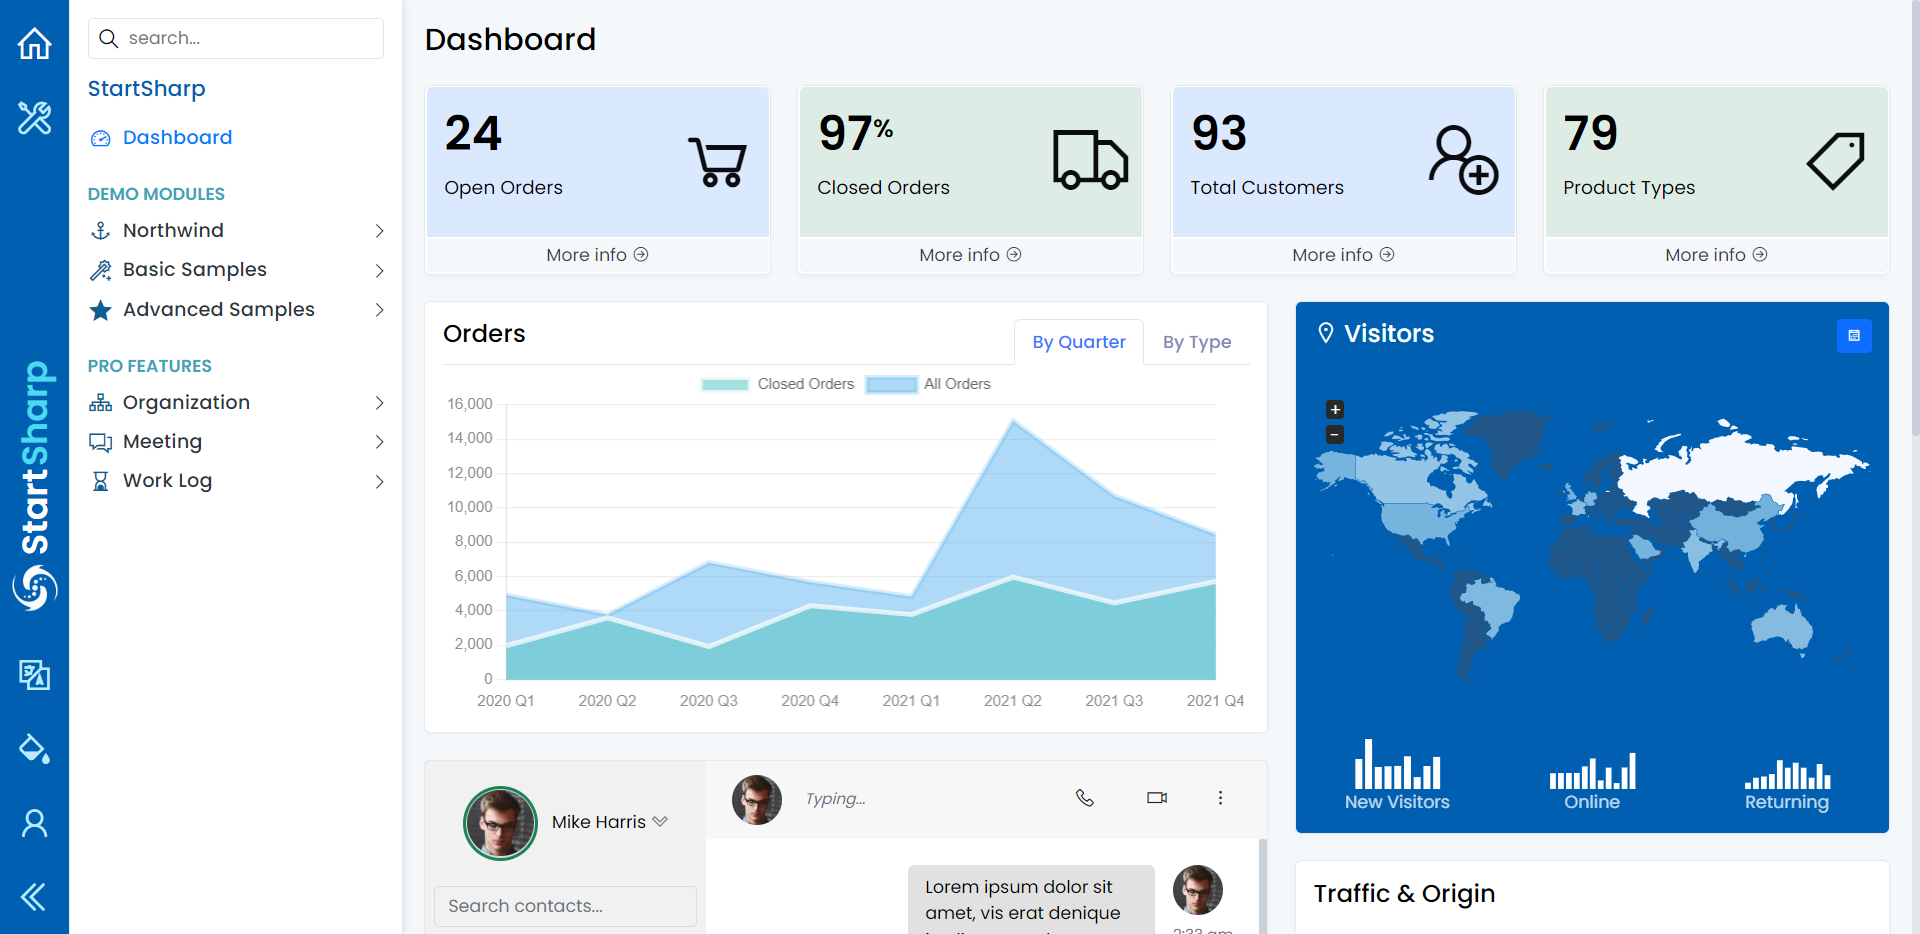 search...
StartSharp
Dashboard
DEMO MODULES
Northwind
Basic Samples
Advanced Samples
PRO FEATURES
Organization
Meeting
Work Log
StartSharp
Dashboard
24
Open Orders
More info
97%
Closed Orders
More info
93
Total Customers
More info
79
Product Types
More info
Orders
By Quarter
By Type
Closed Orders
All Orders
16,000
14,000
12,000
10,000
8,000
6,000
4,000
2,000
0
2020 Q1
2020 Q2
2020 Q3
2020 Q4
2021 Q1
2021 Q2
2021 Q3
2021 Q4
Visitors
+
−
New Visitors
Online
Returning
Mike Harris
Search contacts...
Typing...
Lorem ipsum dolor sit
amet, vis erat denique
Traffic & Origin